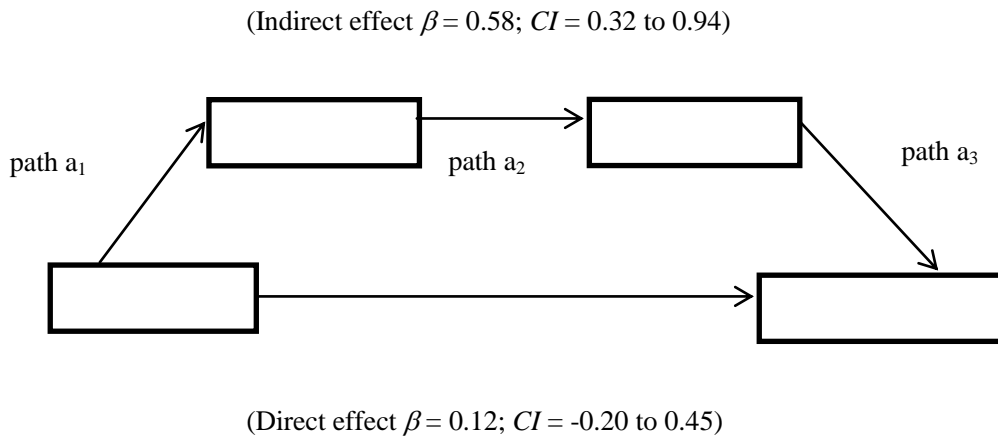 (Indirect effect β = 0.58; CI = 0.32 to 0.94)
path a₁
path a₂
path a₃
(Direct effect β = 0.12; CI = -0.20 to 0.45)